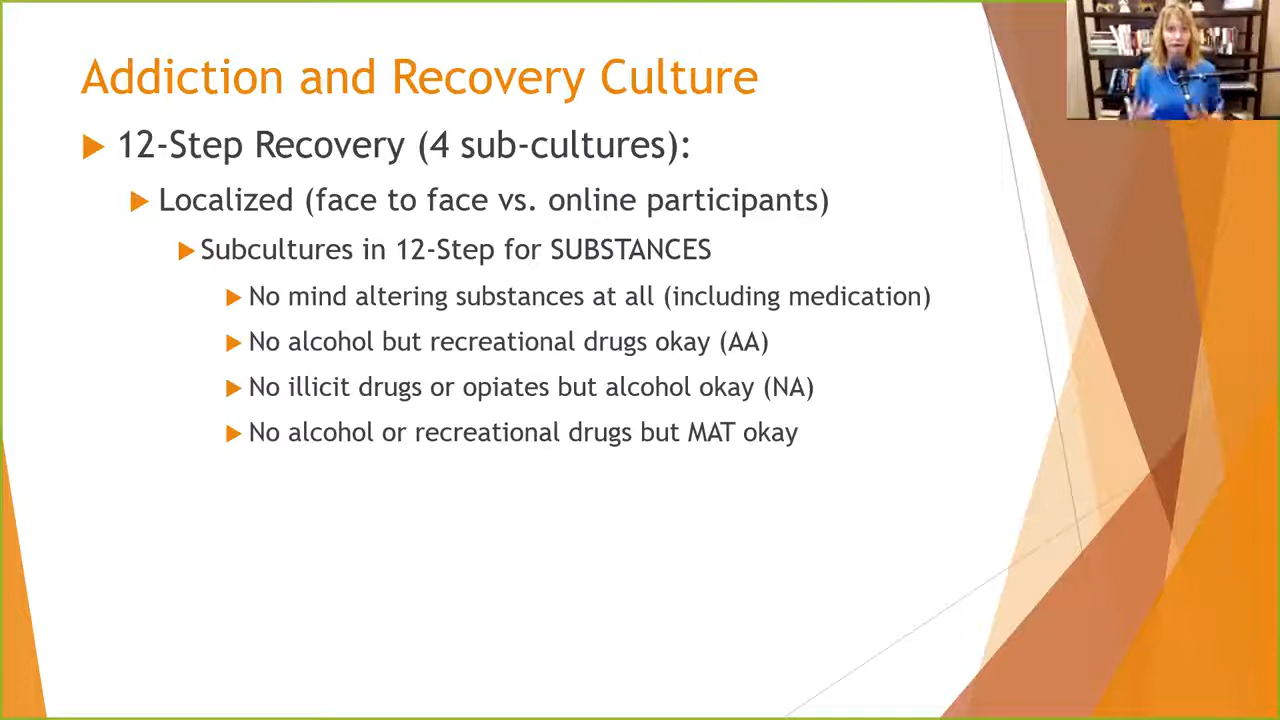 Addiction and Recovery Culture
12-Step Recovery (4 sub-cultures):
Localized (face to face vs. online participants)
Subcultures in 12-Step for SUBSTANCES
No mind altering substances at all (including medication)
No alcohol but recreational drugs okay (AA)
No illicit drugs or opiates but alcohol okay (NA)
No alcohol or recreational drugs but MAT okay